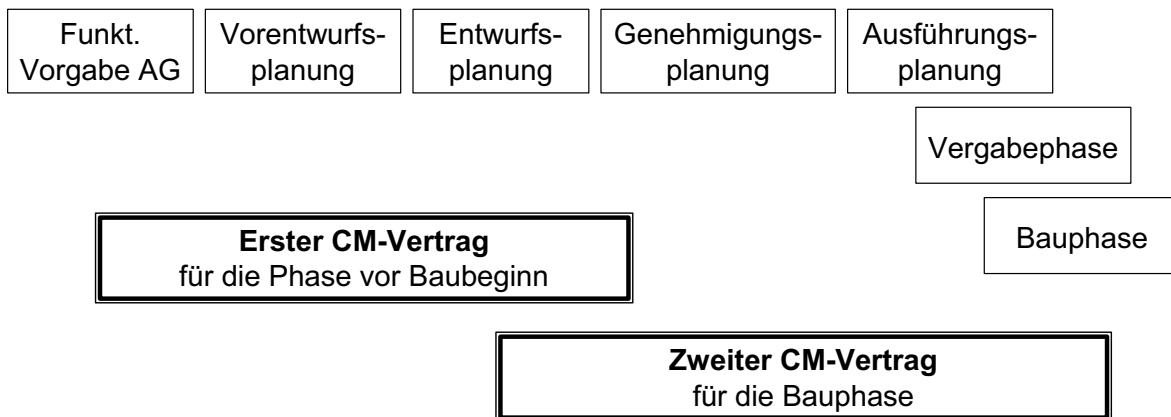 Funkt.
Vorgabe AG
Vorentwurfs-
planung
Entwurfs-
planung
Genehmigungs-
planung
Ausführungs-
planung
Vergabephase
Bauphase
Erster CM-Vertrag
für die Phase vor Baubeginn
Zweiter CM-Vertrag
für die Bauphase